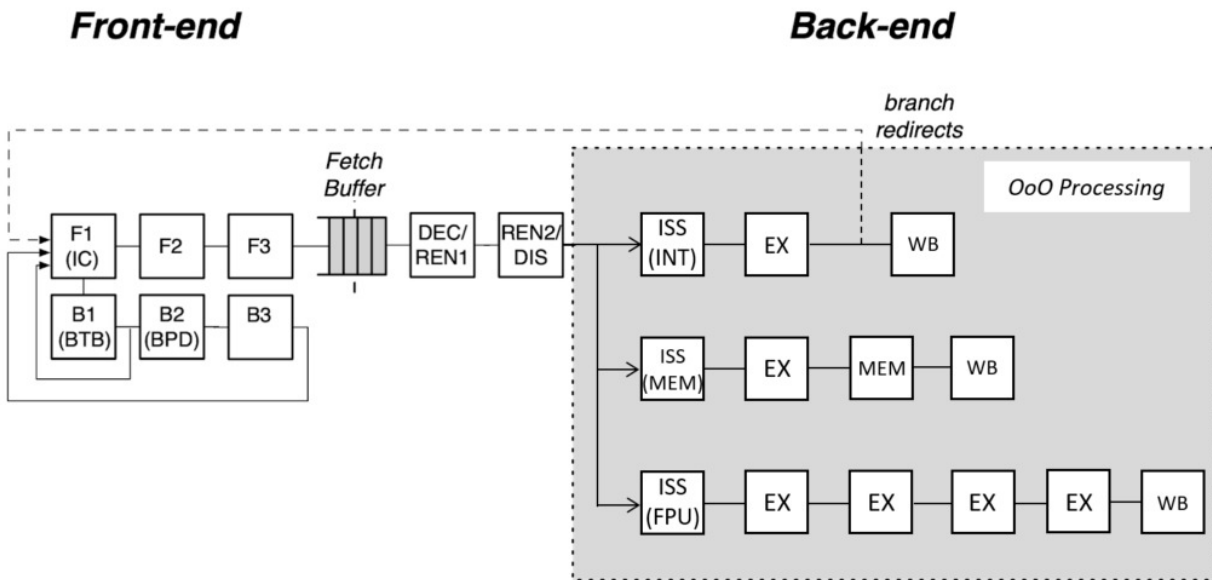 Front-end
Back-end
branch
redirects
Fetch
Buffer
OoO Processing
F1
(IC)
F2
F3
DEC/
REN1
REN2/
DIS
ISS
(INT)
EX
WB
B1
(BTB)
B2
(BPD)
B3
ISS
(MEM)
EX
MEM
WB
ISS
(FPU)
EX
EX
EX
EX
WB